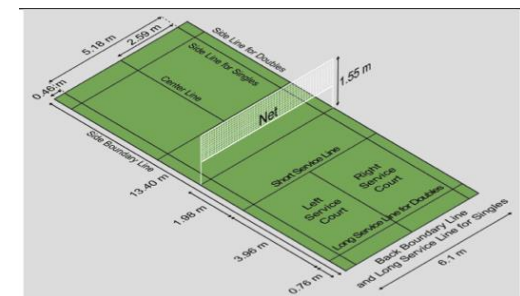 5.18 m
2.59 m
0.46 m
Side Line for Doubles
Side Line for Singles
Center Line
1.55 m
Net
Side Boundary Line
13.40 m
Short Service Line
Left
Service
Court
Right
Service
Court
1.98 m
Long Service Line for Doubles
3.96 m
0.76 m
Back Boundary Line
and Long Service Line for Singles
6.1 m